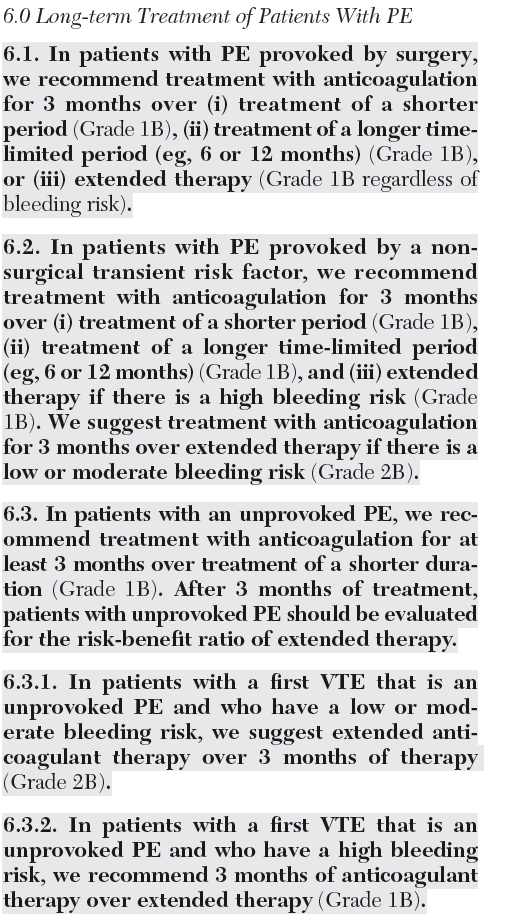 6.0 Long-term Treatment of Patients With PE
6.1. In patients with PE provoked by surgery,
we recommend treatment with anticoagulation
for 3 months over (i) treatment of a shorter
period (Grade 1B), (ii) treatment of a longer time-
limited period (eg, 6 or 12 months) (Grade 1B),
or (iii) extended therapy (Grade 1B regardless of
bleeding risk).
6.2. In patients with PE provoked by a non-
surgical transient risk factor, we recommend
treatment with anticoagulation for 3 months
over (i) treatment of a shorter period (Grade 1B),
(ii) treatment of a longer time-limited period
(eg, 6 or 12 months) (Grade 1B), and (iii) extended
therapy if there is a high bleeding risk (Grade
1B). We suggest treatment with anticoagulation
for 3 months over extended therapy if there is a
low or moderate bleeding risk (Grade 2B).
6.3. In patients with an unprovoked PE, we rec-
ommend treatment with anticoagulation for at
least 3 months over treatment of a shorter dura-
tion (Grade 1B). After 3 months of treatment,
patients with unprovoked PE should be evaluated
for the risk-benefit ratio of extended therapy.
6.3.1. In patients with a first VTE that is an
unprovoked PE and who have a low or mod-
erate bleeding risk, we suggest extended anti-
coagulant therapy over 3 months of therapy
(Grade 2B).
6.3.2. In patients with a first VTE that is an
unprovoked PE and who have a high bleeding
risk, we recommend 3 months of anticoagulant
therapy over extended therapy (Grade 1B).